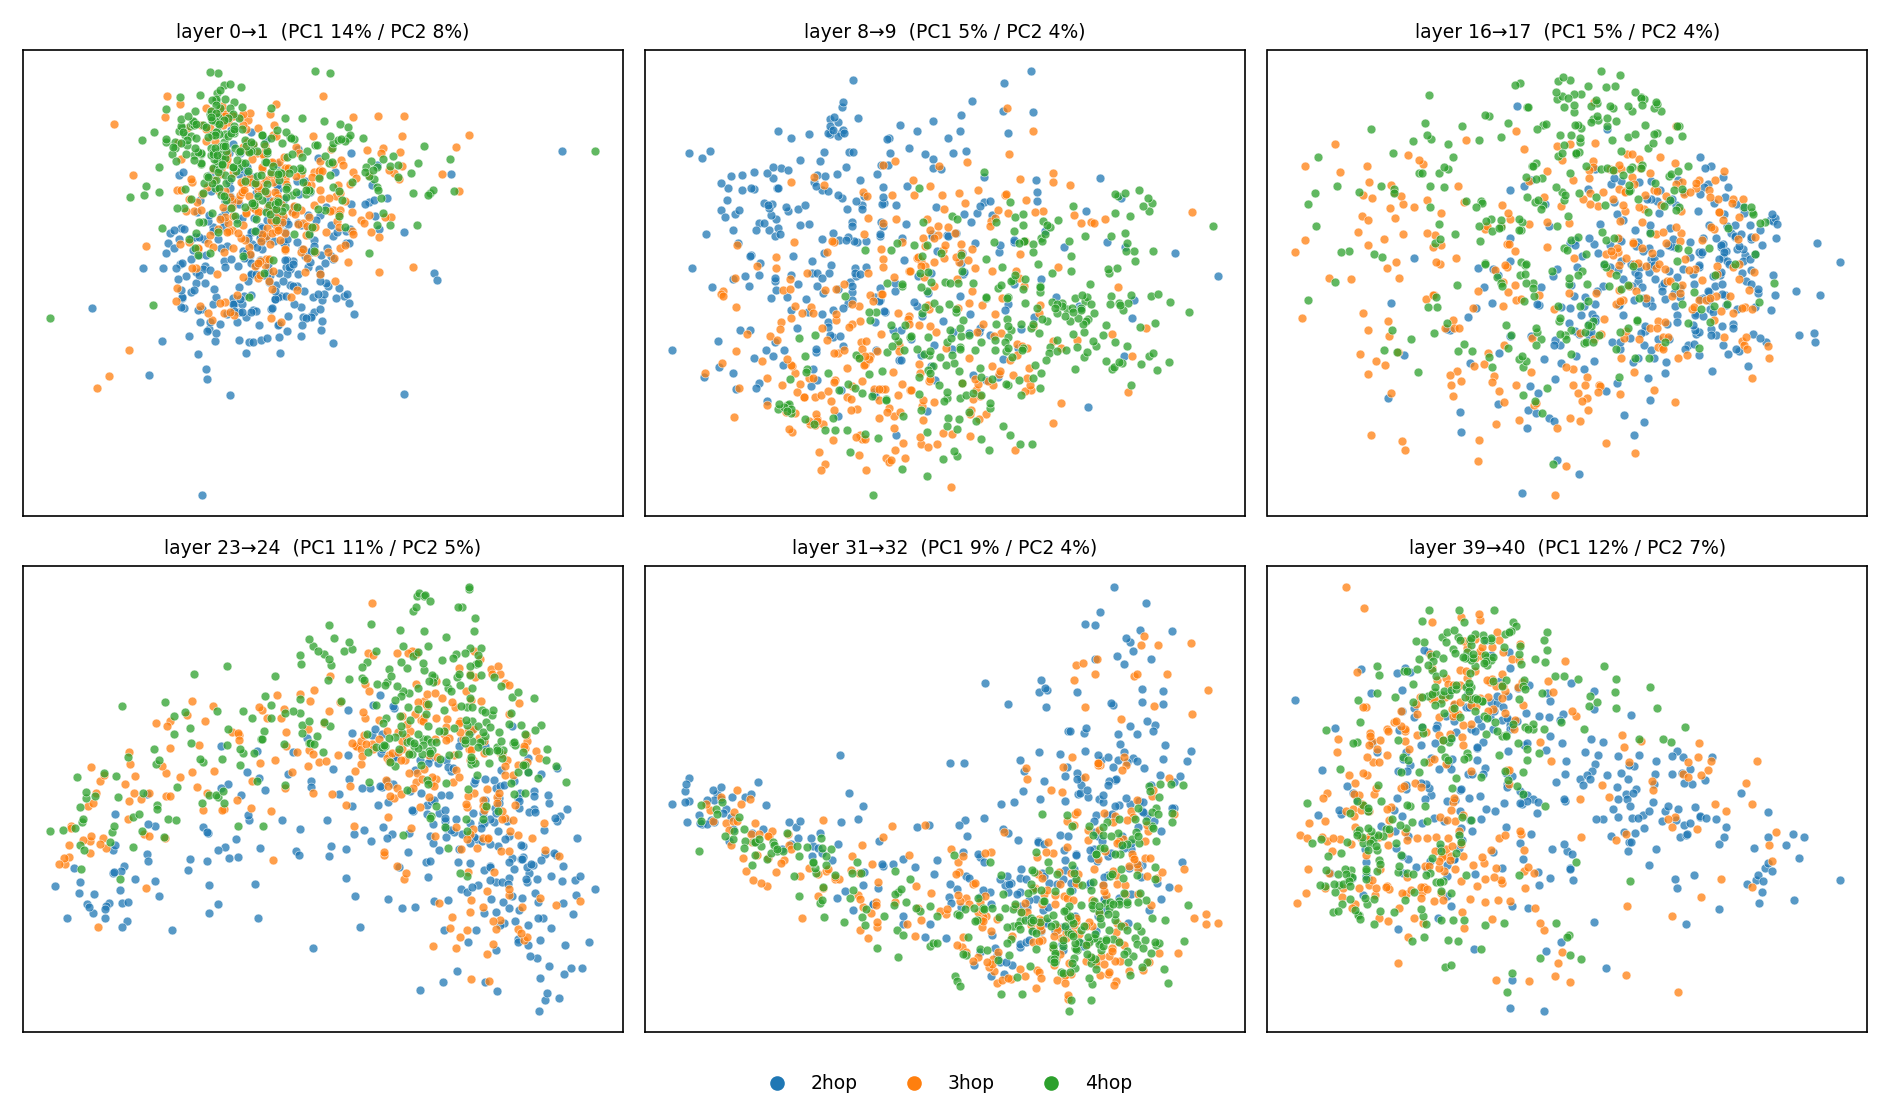 layer 0→1  (PC1 14% / PC2 8%)
layer 8→9  (PC1 5% / PC2 4%)
layer 16→17  (PC1 5% / PC2 4%)
layer 23→24  (PC1 11% / PC2 5%)
layer 31→32  (PC1 9% / PC2 4%)
layer 39→40  (PC1 12% / PC2 7%)
2hop
3hop
4hop